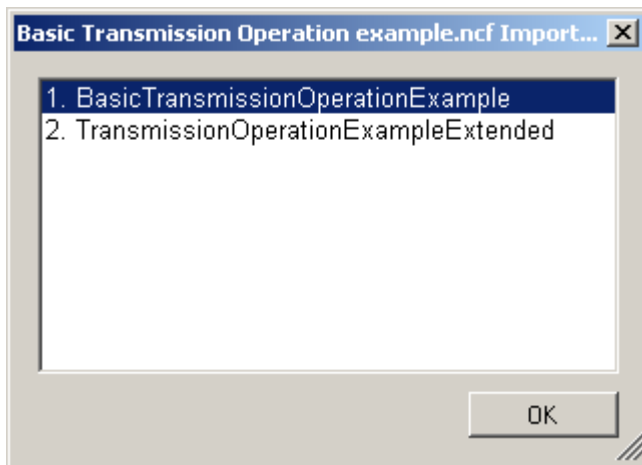 Basic Transmission Operation example.ncf Import...
1. BasicTransmissionOperationExample
2. TransmissionOperationExampleExtended
OK